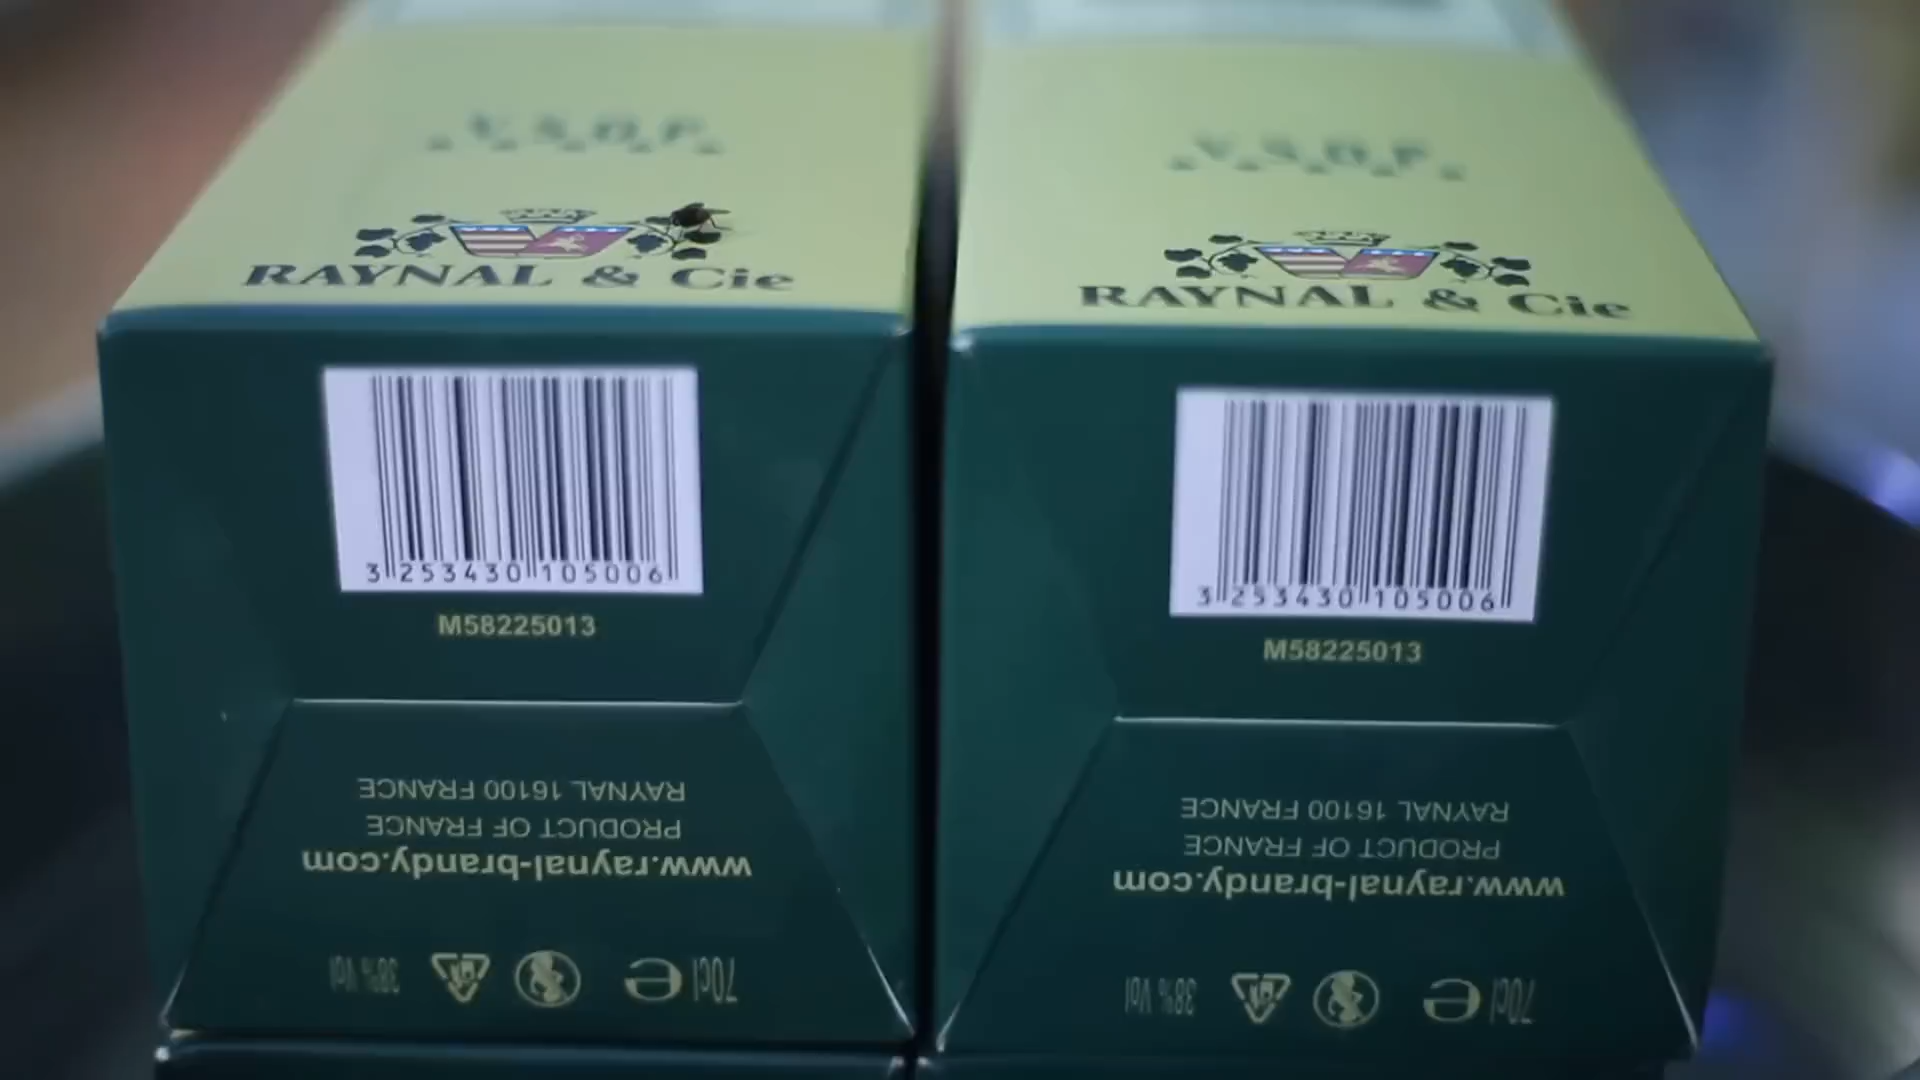 V.S.O.P.
RAYNAL & Cie
3 253430 105006
M58225013
www.raynal-brandy.com
PRODUCT OF FRANCE
RAYNAL 16100 FRANCE
70cl e 38% Vol
V.S.O.P.
RAYNAL & Cie
3 253430 105006
M58225013
www.raynal-brandy.com
PRODUCT OF FRANCE
RAYNAL 16100 FRANCE
70cl e 38% Vol